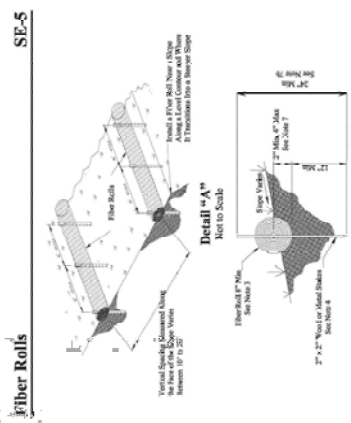 Fiber Rolls
SE-5
Fiber Rolls
Install a Fiber Roll Near Slope
Along a Level Contour and Where
It Transitions Into a Steeper Slope
Vertical Spacing Measured Along
the Face of the Slope Varies
Between 10' to 20'
Detail "A"
Not to Scale
Fiber Roll 8" Min
See Note 3
Slope Varies
2" Min 4" Max
See Note 7
12" Min
24" Min
See Note 7b
2" x 2" Wood or Metal Stakes
See Note 4